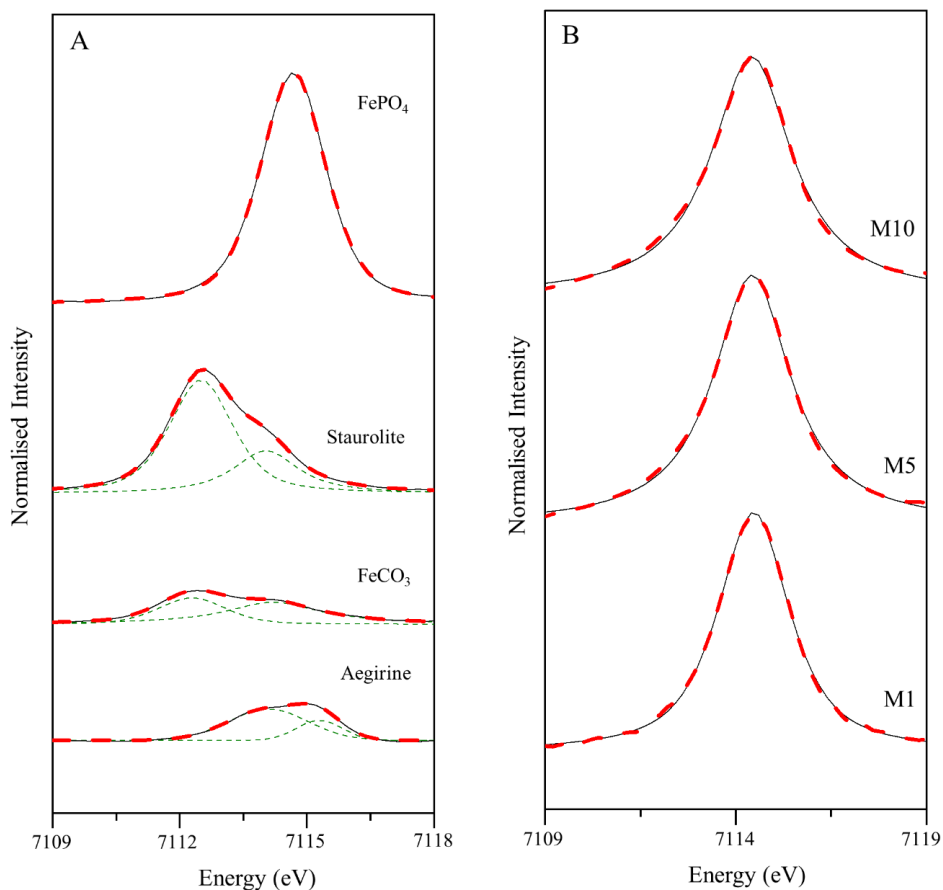 A
FePO₄
Staurolite
FeCO₃
Aegirine
Normalised Intensity
7109
7112
7115
7118
Energy (eV)
B
M10
M5
M1
Normalised Intensity
7109
7114
7119
Energy (eV)